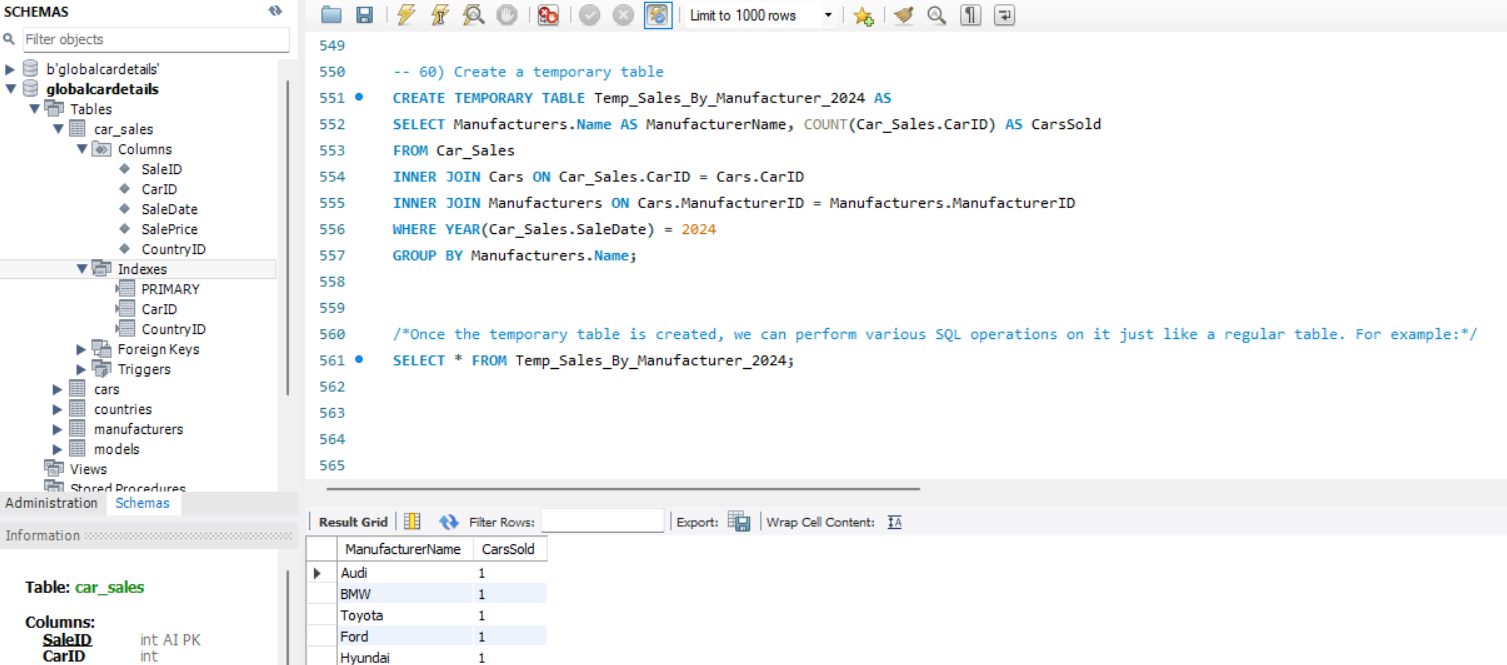 SCHEMAS
Filter objects
b'globalcardetails'
globalcardetails
Tables
car_sales
Columns
SaleID
CarID
SaleDate
SalePrice
CountryID
Indexes
PRIMARY
CarID
CountryID
Foreign Keys
Triggers
cars
countries
manufacturers
models
Views
Stored Procedures
Administration Schemas
Information
Table: car_sales
Columns:
SaleID int AI PK
CarID int
Limit to 1000 rows
549
550 -- 60) Create a temporary table
551 CREATE TEMPORARY TABLE Temp_Sales_By_Manufacturer_2024 AS
552 SELECT Manufacturers.Name AS ManufacturerName, COUNT(Car_Sales.CarID) AS CarsSold
553 FROM Car_Sales
554 INNER JOIN Cars ON Car_Sales.CarID = Cars.CarID
555 INNER JOIN Manufacturers ON Cars.ManufacturerID = Manufacturers.ManufacturerID
556 WHERE YEAR(Car_Sales.SaleDate) = 2024
557 GROUP BY Manufacturers.Name;
558
559
560 /*Once the temporary table is created, we can perform various SQL operations on it just like a regular table. For example:*/
561 SELECT * FROM Temp_Sales_By_Manufacturer_2024;
562
563
564
565
Result Grid Filter Rows: Export: Wrap Cell Content: IA
ManufacturerName CarsSold
Audi 1
BMW 1
Toyota 1
Ford 1
Hyundai 1